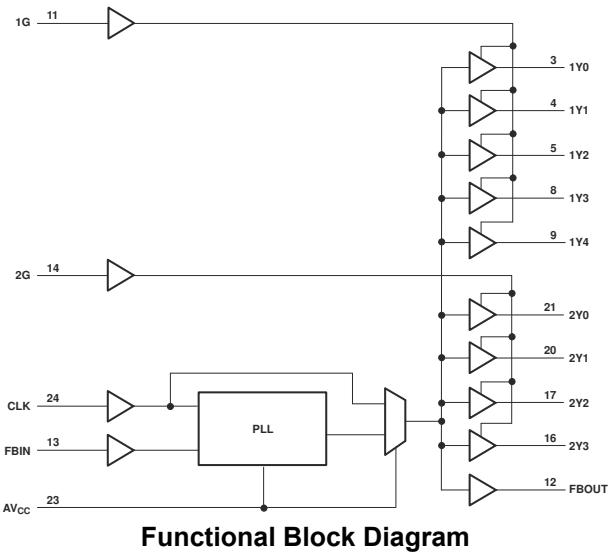 1G 11
3 1Y0
4 1Y1
5 1Y2
8 1Y3
9 1Y4
2G 14
21 2Y0
20 2Y1
17 2Y2
16 2Y3
CLK 24
PLL
FBIN 13
12 FBOUT
AVCC 23
Functional Block Diagram